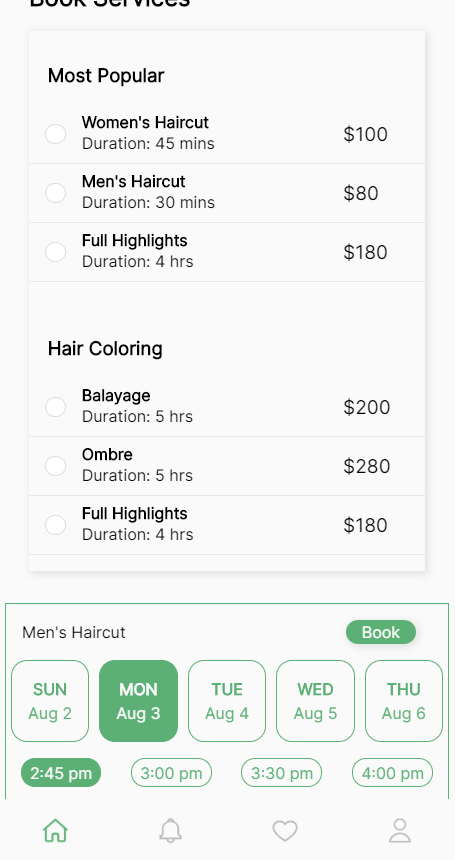 Book Services
Most Popular
Women's Haircut
Duration: 45 mins
$100
Men's Haircut
Duration: 30 mins
$80
Full Highlights
Duration: 4 hrs
$180
Hair Coloring
Balayage
Duration: 5 hrs
$200
Ombre
Duration: 5 hrs
$280
Full Highlights
Duration: 4 hrs
$180
Men's Haircut
Book
SUN
Aug 2
MON
Aug 3
TUE
Aug 4
WED
Aug 5
THU
Aug 6
2:45 pm
3:00 pm
3:30 pm
4:00 pm